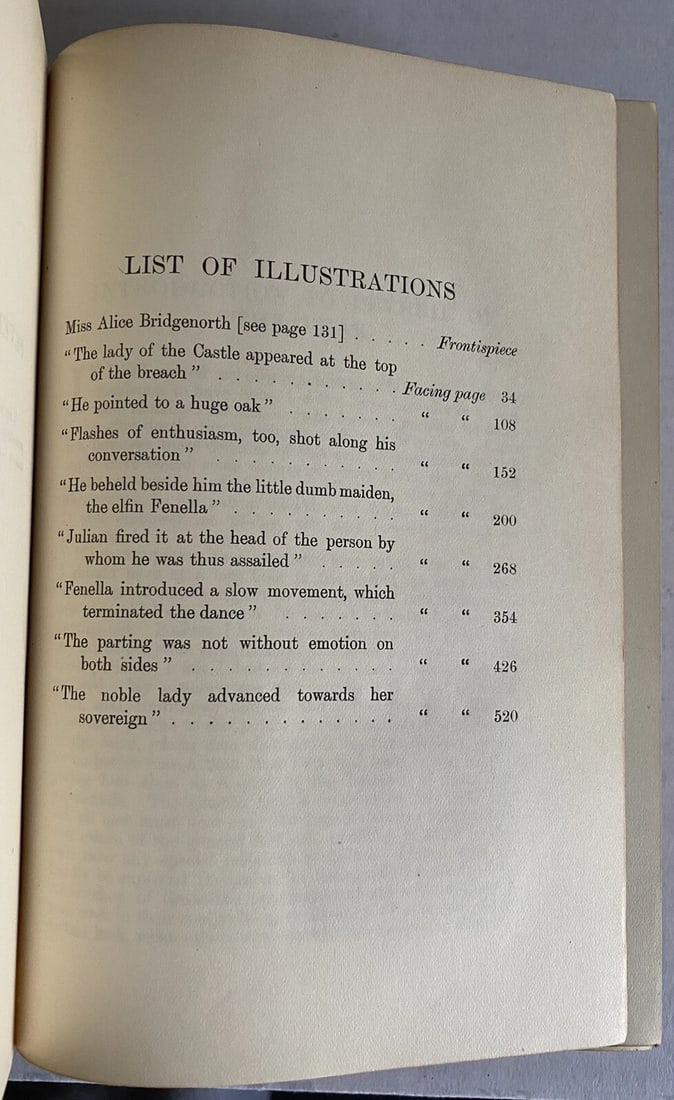 LIST OF ILLUSTRATIONS
Miss Alice Bridgenorth [see page 131] . . . . . Frontispiece
“The lady of the Castle appeared at the top
of the breach” . . . . . . . . . . Facing page 34
“He pointed to a huge oak” . . . . . . . “ “ 108
“Flashes of enthusiasm, too, shot along his
conversation” . . . . . . . . . . “ “ 152
“He beheld beside him the little dumb maiden,
the elfin Fenella” . . . . . . . . . “ “ 200
“Julian fired it at the head of the person by
whom he was thus assailed” . . . . . “ “ 268
“Fenella introduced a slow movement, which
terminated the dance” . . . . . . . “ “ 354
“The parting was not without emotion on
both sides” . . . . . . . . . . . . “ “ 426
“The noble lady advanced towards her
sovereign” . . . . . . . . . . . . . “ “ 520